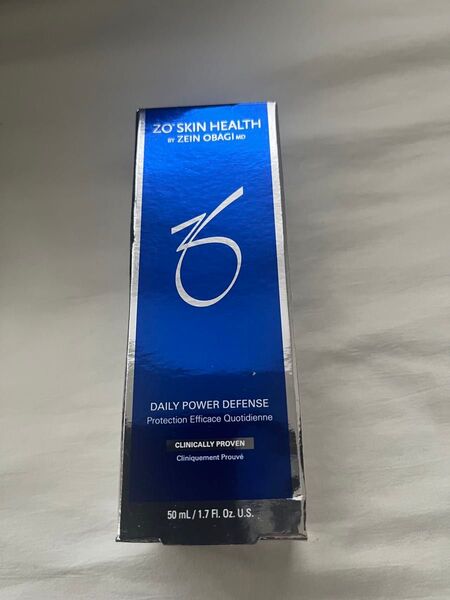 ZO® SKIN HEALTH
BY ZEIN OBAGI MD
ZO
DAILY POWER DEFENSE
Protection Efficace Quotidienne
CLINICALLY PROVEN
Cliniquement Prouvé
50 mL / 1.7 Fl. Oz. U.S.